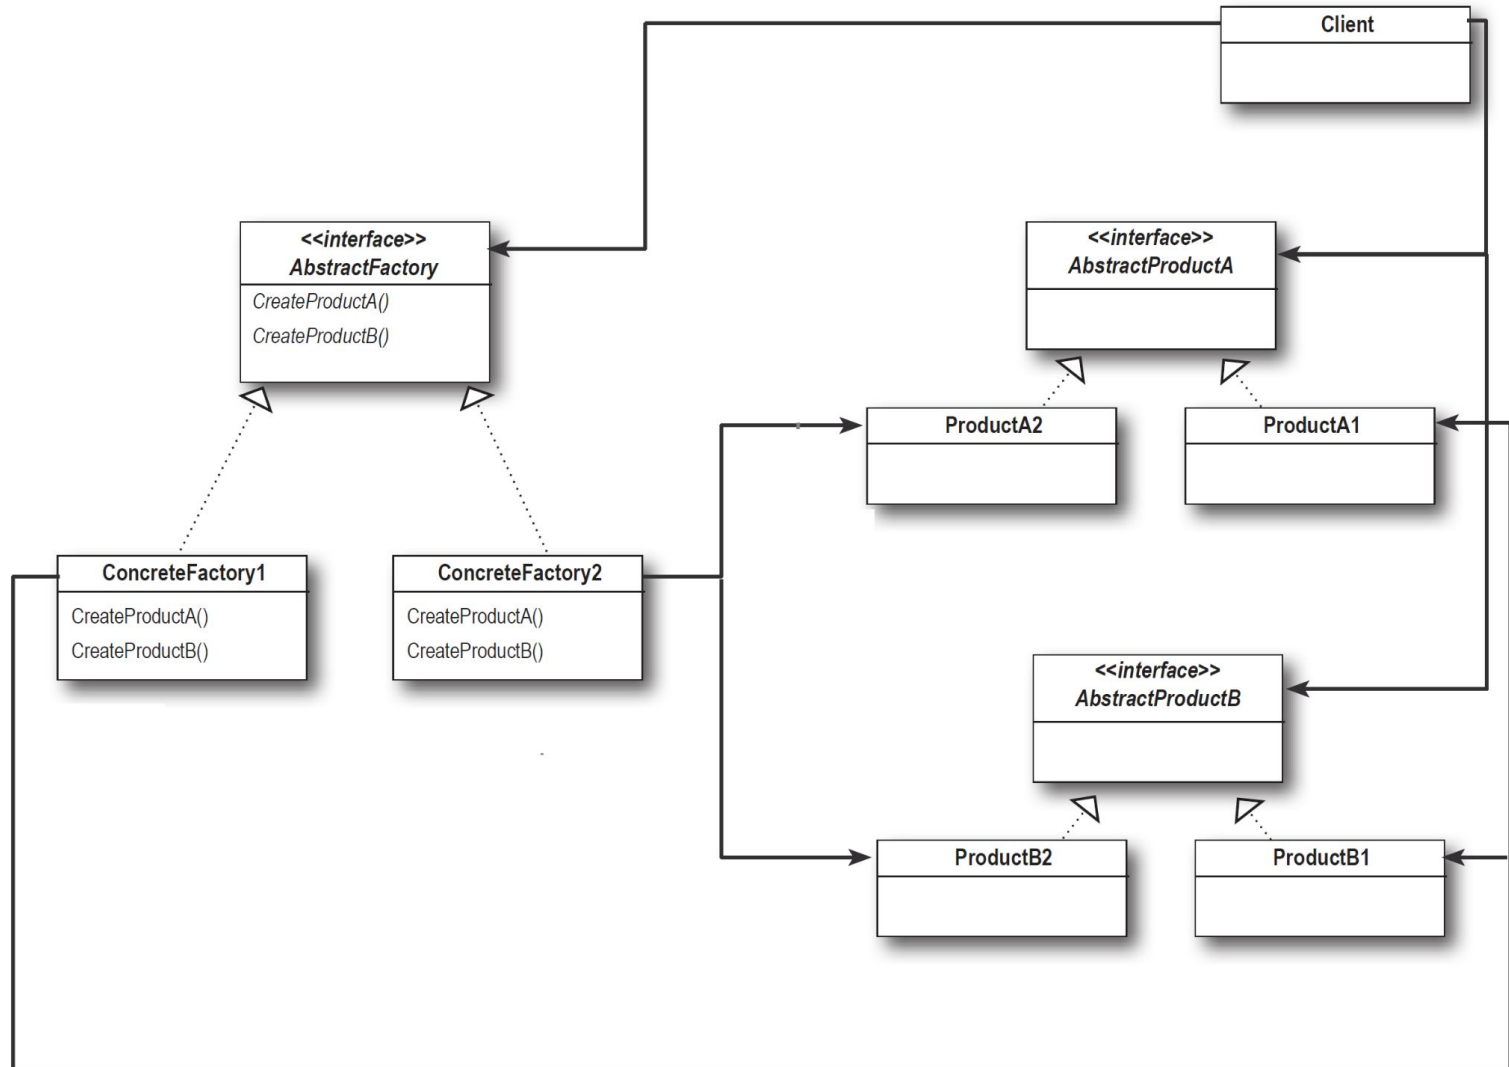 Client
<<interface>>
AbstractFactory
CreateProductA()
CreateProductB()
<<interface>>
AbstractProductA
ProductA2
ProductA1
ConcreteFactory1
CreateProductA()
CreateProductB()
ConcreteFactory2
CreateProductA()
CreateProductB()
<<interface>>
AbstractProductB
ProductB2
ProductB1